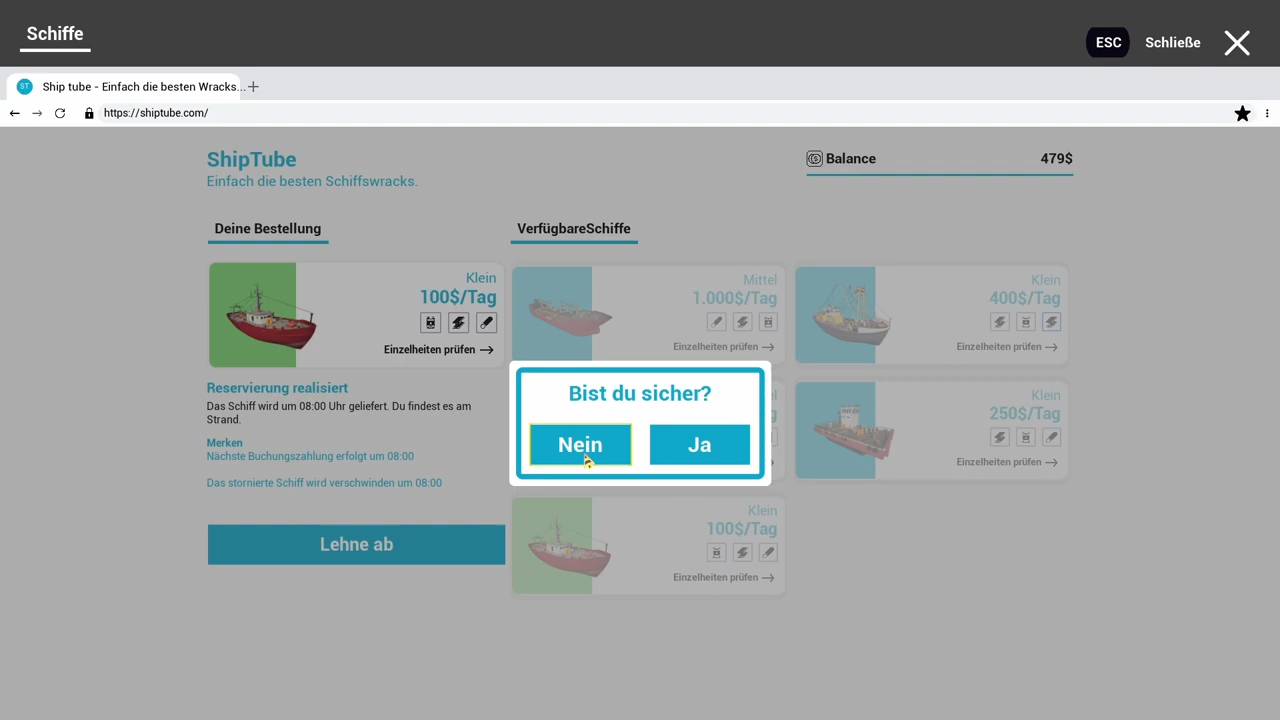 Schiffe
ESC Schließe
ST Ship tube - Einfach die besten Wracks...
https://shiptube.com/
ShipTube
Einfach die besten Schiffswracks.
Balance 479$
Deine Bestellung
VerfügbareSchiffe
Klein
100$/Tag
Einzelheiten prüfen
Reservierung realisiert
Das Schiff wird um 08:00 Uhr geliefert. Du findest es am
Strand.
Merken
Nächste Buchungszahlung erfolgt um 08:00
Das stornierte Schiff wird verschwinden um 08:00
Lehne ab
Mittel
1.000$/Tag
Einzelheiten prüfen
Klein
400$/Tag
Einzelheiten prüfen
Bist du sicher?
Nein
Ja
Klein
250$/Tag
Einzelheiten prüfen
Klein
100$/Tag
Einzelheiten prüfen